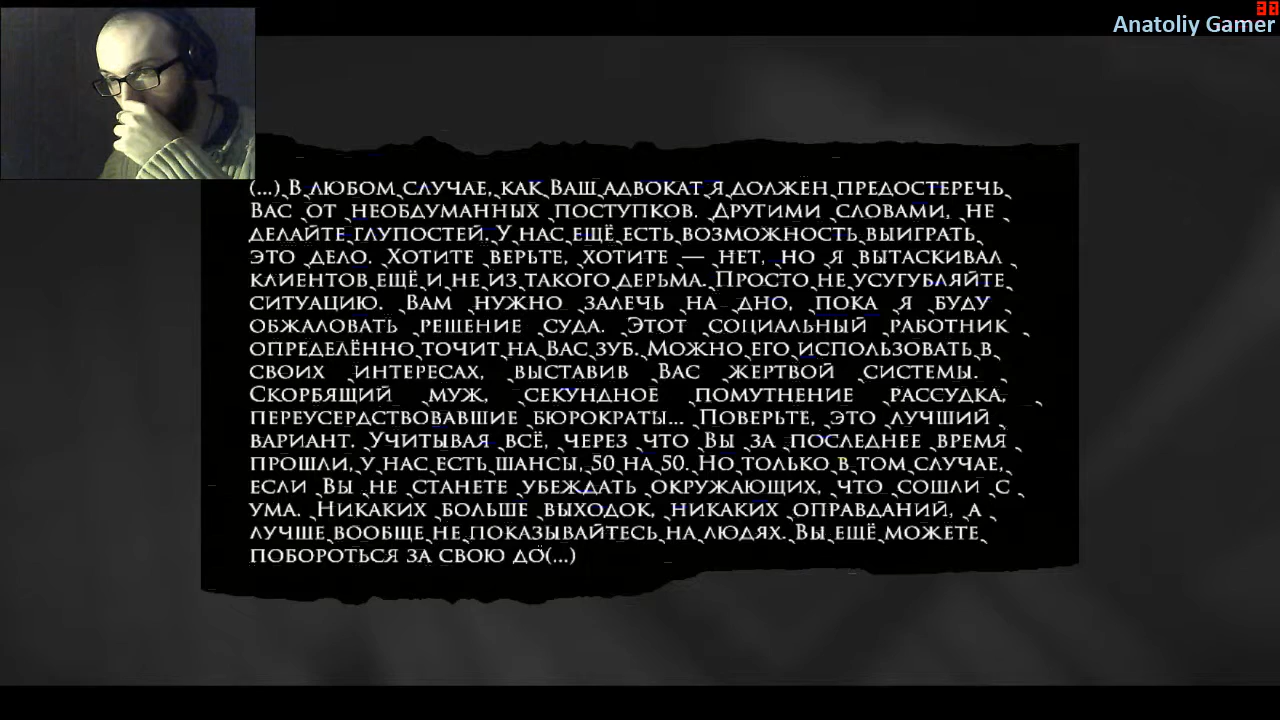 38
Anatoliy Gamer
(...) В любом случае, как Ваш адвокат я должен предостеречь
Вас от необдуманных поступков. Другими словами, не
делайте глупостей. У нас ещё есть возможность выиграть
это дело. Хотите верьте, хотите — нет, но я вытаскивал
клиентов ещё и не из такого дерьма. Просто не усугубляйте
ситуацию. Вам нужно залечь на дно, пока я буду
обжаловать решение суда. Этот социальный работник
определённо точит на Вас зуб. Можно его использовать в
своих интересах, выставив Вас жертвой системы.
Скорбящий муж, секундное помутнение рассудка,
переусердствовавшие бюрократы... Поверьте, это лучший
вариант. Учитывая всё, через что Вы за последнее время
прошли, у нас есть шансы, 50 на 50. Но только в том случае,
если Вы не станете убеждать окружающих, что сошли с
ума. Никаких больше выходок, никаких оправданий, а
лучше вообще не показывайтесь на людях. Вы ещё можете
побороться за свою до(...)